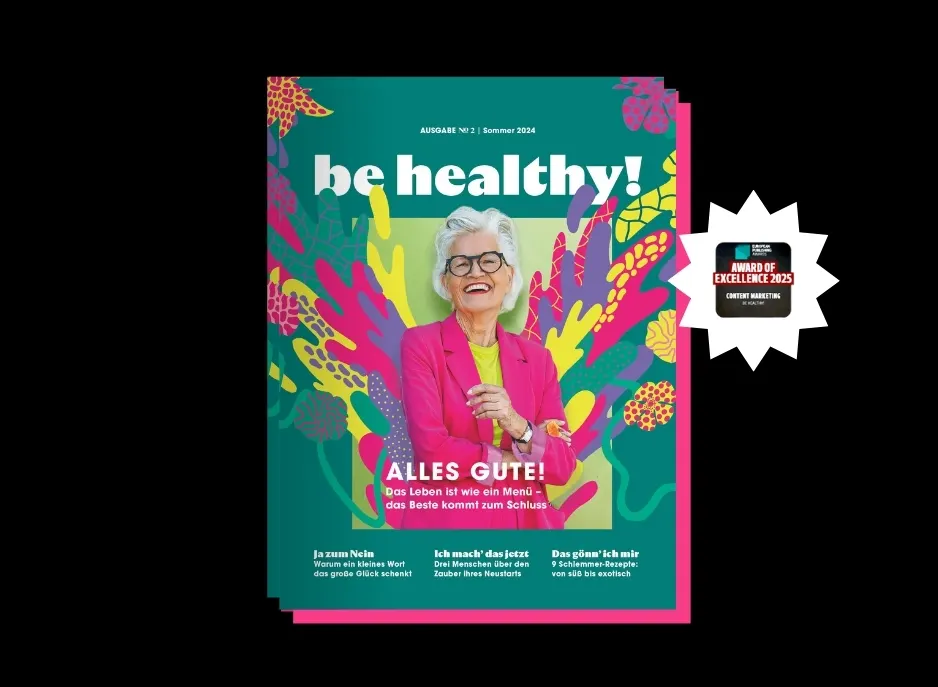 AUSGABE № 2 | Sommer 2024
be healthy!
EUROPEAN
PUBLISHING
AWARDS
AWARD OF
EXCELLENCE 2025
CONTENT MARKETING
BE HEALTHY!
ALLES GUTE!
Das Leben ist wie ein Menü –
das Beste kommt zum Schluss
Ja zum Nein
Warum ein kleines Wort
das große Glück schenkt
Ich mach’ das jetzt
Drei Menschen über den
Zauber ihres Neustarts
Das gönn’ ich mir
9 Schlemmer-Rezepte:
von süß bis exotisch